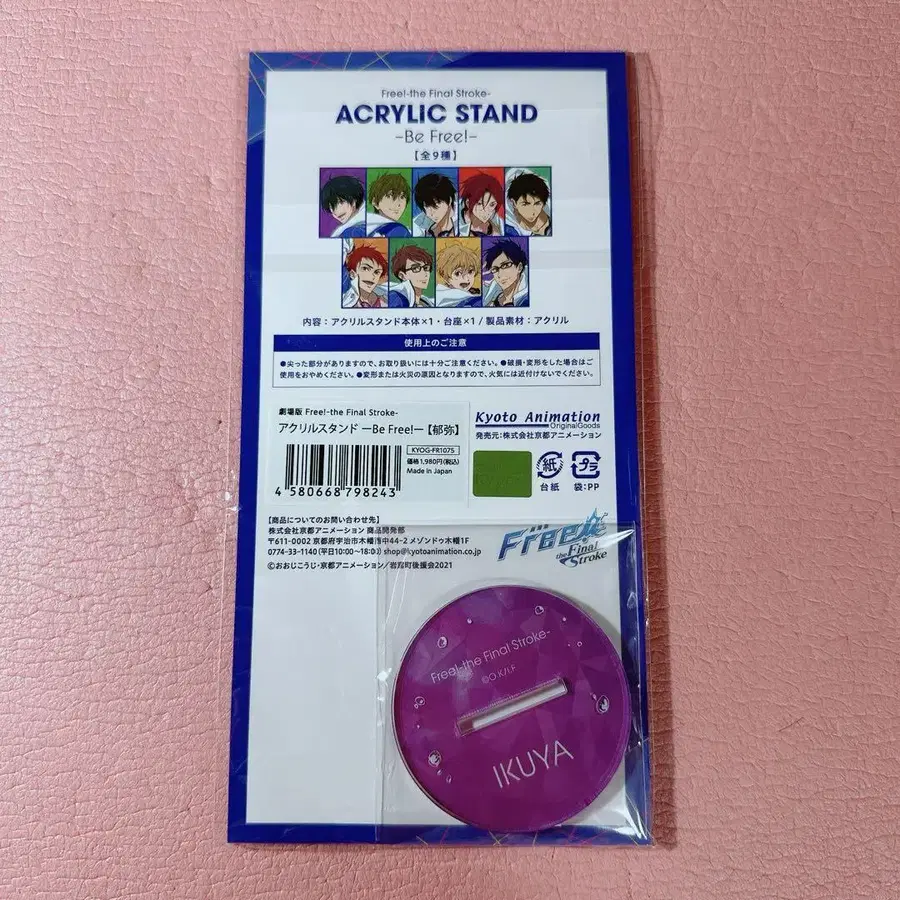 Free!-the Final Stroke-
ACRYLIC STAND
-Be Free!-
【全9種】
内容：アクリルスタンド本体×1・台座×1 / 製品素材：アクリル
使用上のご注意
●尖った部分がありますので、お取り扱いには十分ご注意ください。●破損・変形をした場合はご
使用をおやめください。●変形または火災の原因となりますので、火気には近付けないでください。
劇場版 Free!-the Final Stroke-
アクリルスタンド ーBe Free!ー【郁弥】
KYOG-FR1075
価格1,980円(税込)
Made in Japan
4 580668 798243
Kyoto Animation
OriginalGoods
発売元：株式会社京都アニメーション
紙
台紙
プラ
袋：PP
【商品についてのお問い合わせ先】
株式会社京都アニメーション 商品開発部
〒611-0002 京都府宇治市木幡大瀬戸44-2 メゾンドゥ木幡1F
0774-33-1140 (平日10:00〜18:00) shop@kyotoanimation.co.jp
©おおじこうじ・京都アニメーション/岩鳶町後援会2021
Free!
the Final
Stroke
Free!-the Final Stroke-
©O.K/I.F
IKUYA